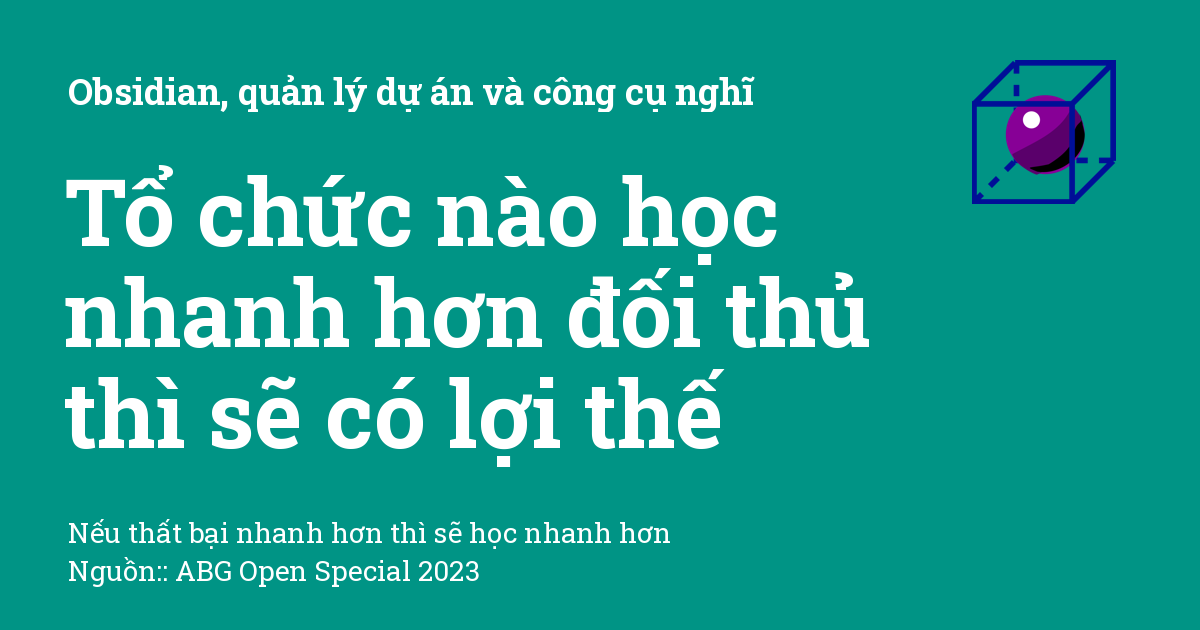 Obsidian, quản lý dự án và công cụ nghĩ
Tổ chức nào học
nhanh hơn đối thủ
thì sẽ có lợi thế
Nếu thất bại nhanh hơn thì sẽ học nhanh hơn
Nguồn:: ABG Open Special 2023